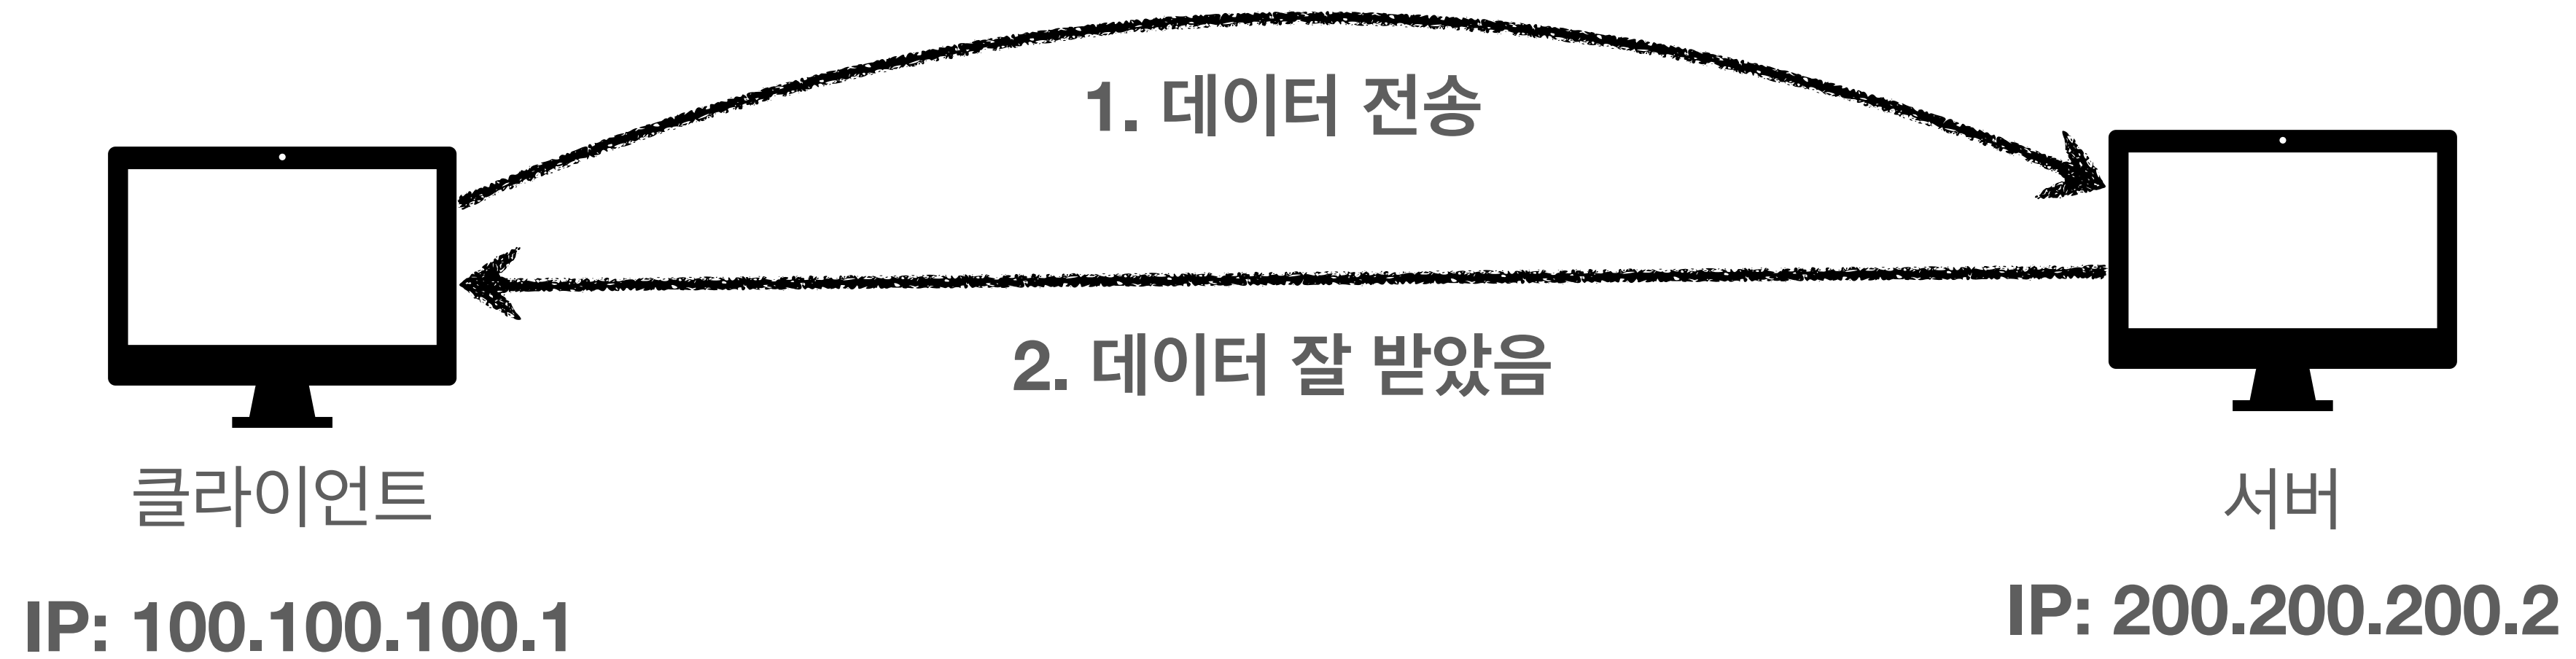 1. 데이터 전송
2. 데이터 잘 받았음
클라이언트
서버
IP: 100.100.100.1
IP: 200.200.200.2